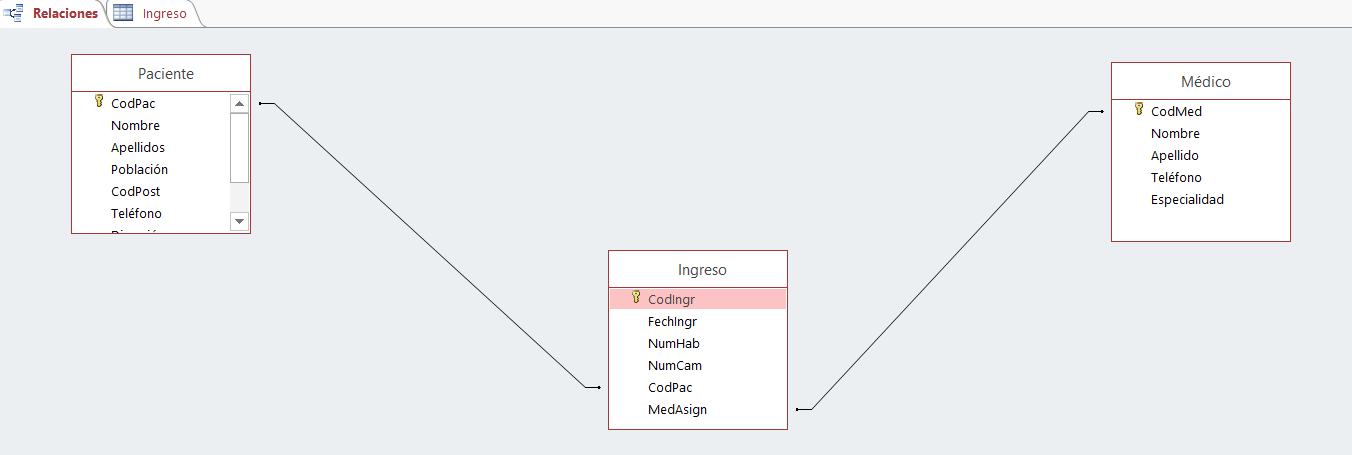 Relaciones
Ingreso
Paciente
CodPac
Nombre
Apellidos
Población
CodPost
Teléfono
Médico
CodMed
Nombre
Apellido
Teléfono
Especialidad
Ingreso
CodIngr
FechIngr
NumHab
NumCam
CodPac
MedAsign